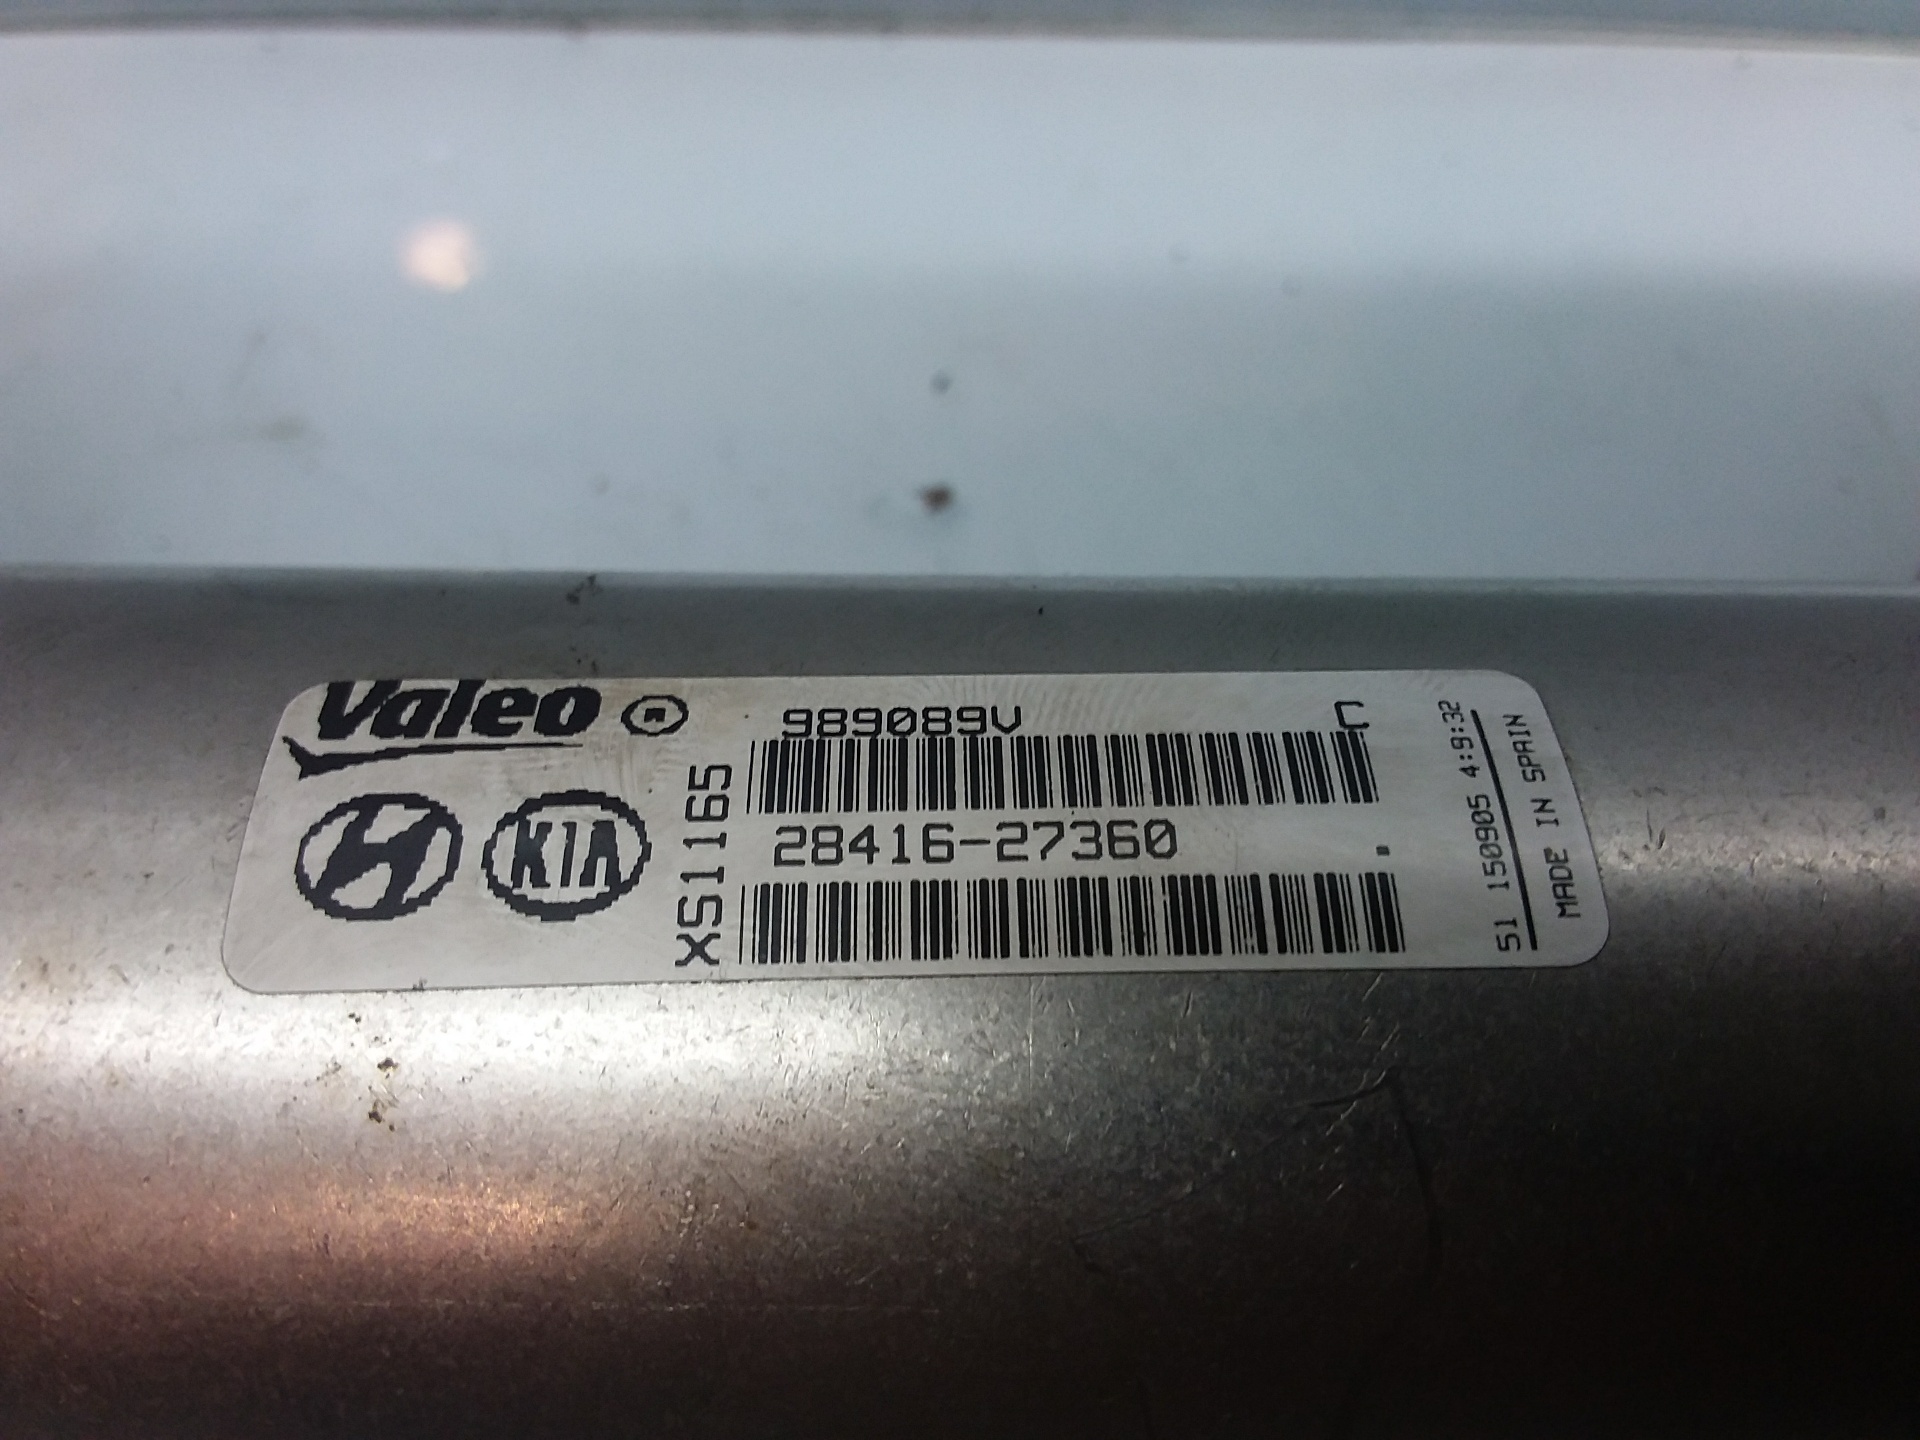 Valeo ®
989089V C
KIA
XS1165
28416-27360
51 150905 4:9:32
MADE IN SPAIN